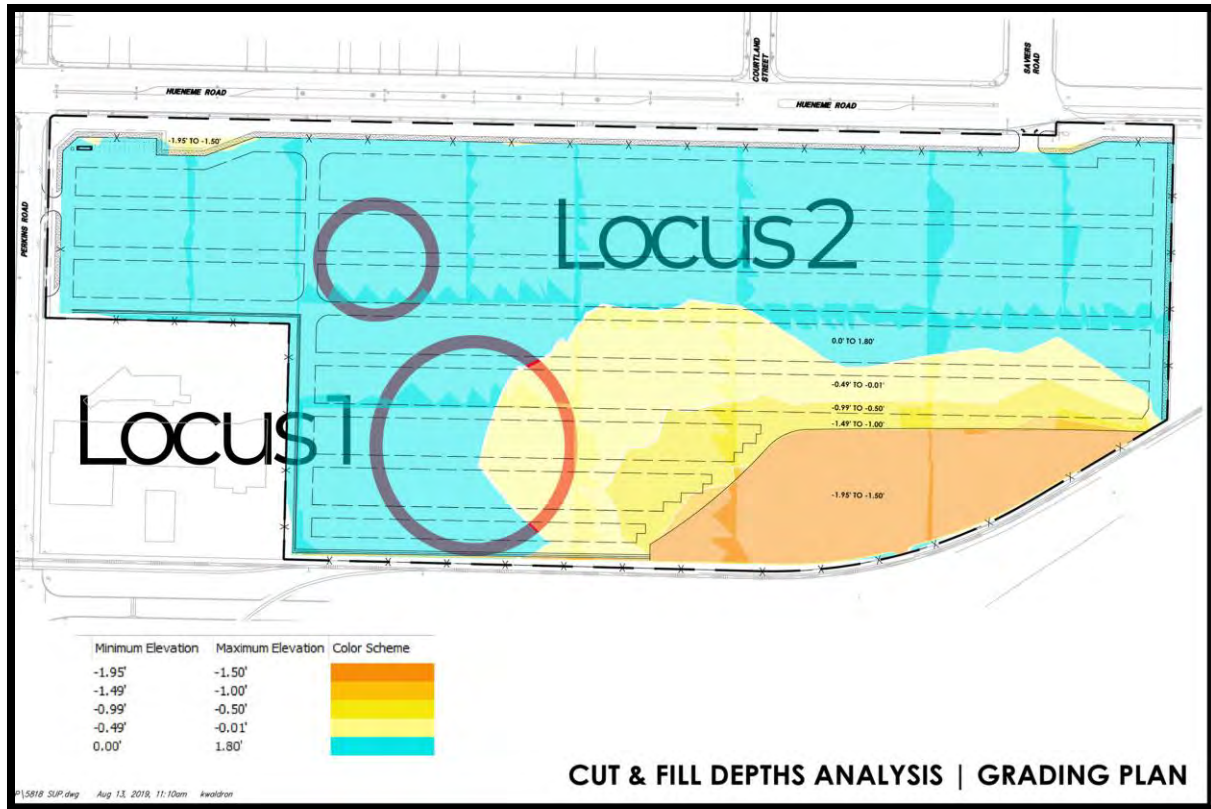 COURTLAND
STREET
SAVIERS
ROAD
HUENEME ROAD
HUENEME ROAD
-1.95' TO -1.50'
PERKINS ROAD
Locus 2
0.0' TO 1.80'
-0.49' TO -0.01'
-0.99' TO -0.50'
-1.49' TO -1.00'
Locus 1
-1.95' TO -1.50'
Minimum Elevation Maximum Elevation Color Scheme
-1.95' -1.50'
-1.49' -1.00'
-0.99' -0.50'
-0.49' -0.01'
0.00' 1.80'
CUT & FILL DEPTHS ANALYSIS | GRADING PLAN
P\5818 SUP.dwg Aug 13, 2019, 11:10am kwaldron